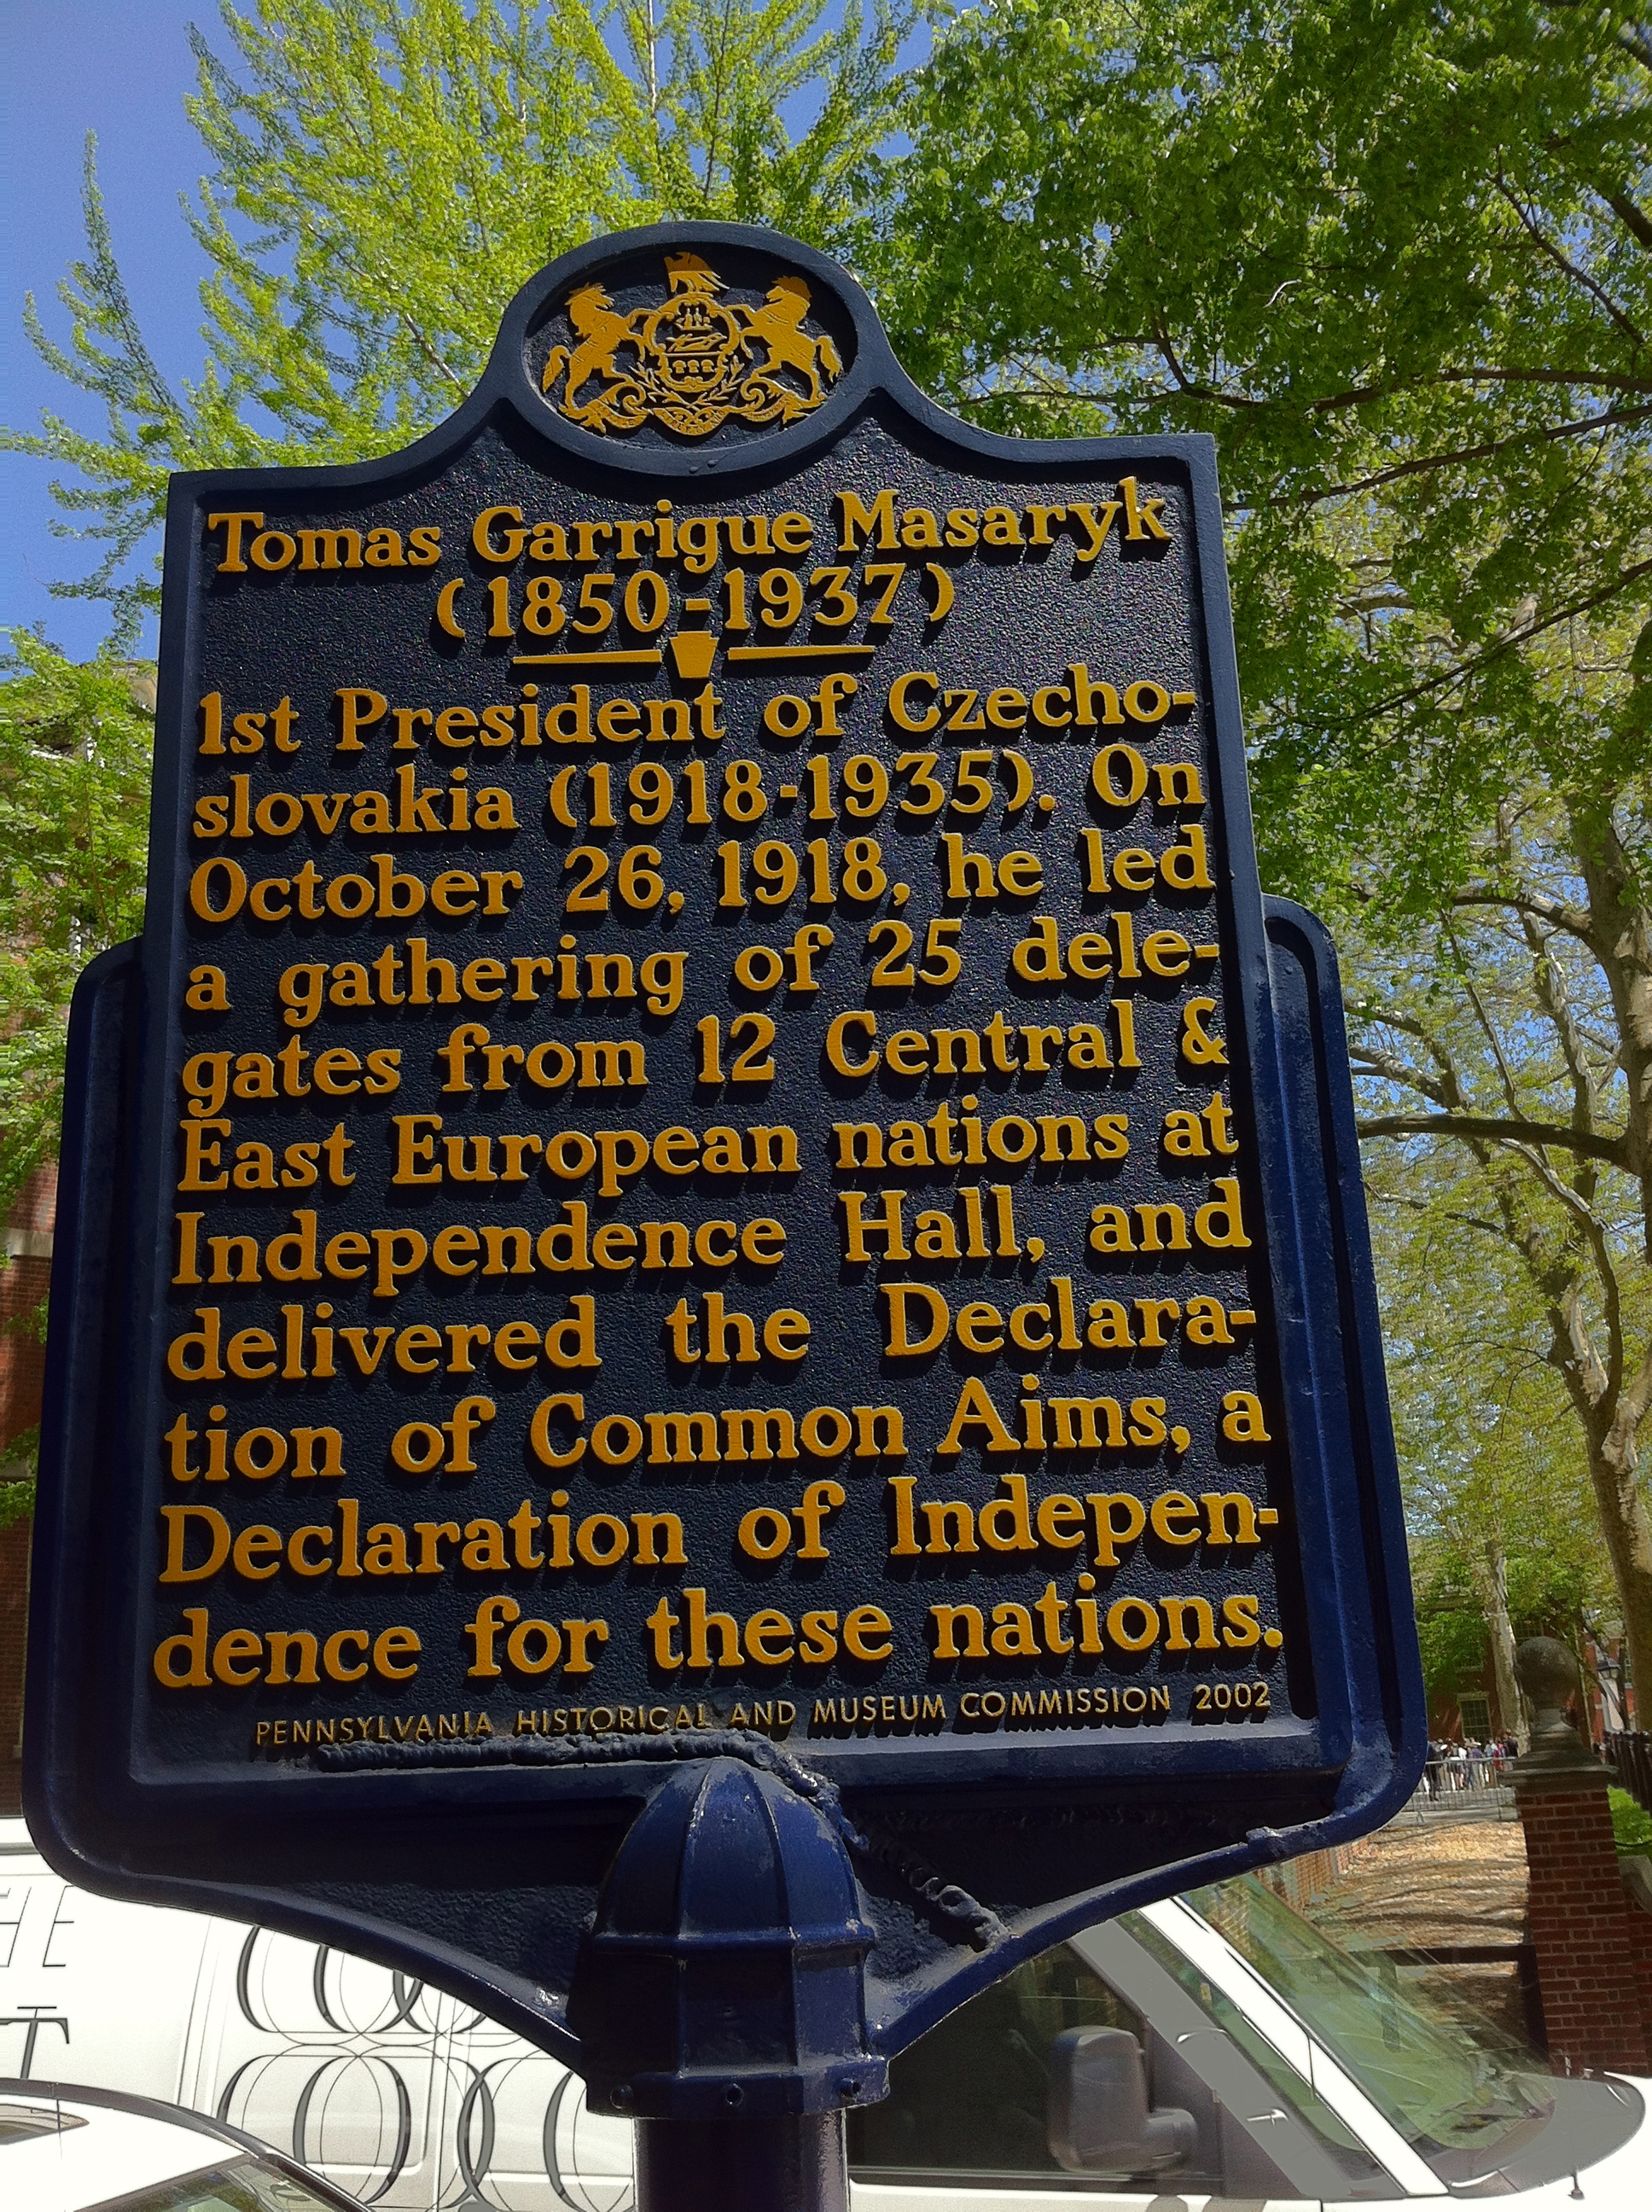 Tomas Garrigue Masaryk
(1850-1937)
1st President of Czecho-
slovakia (1918-1935). On
October 26, 1918, he led
a gathering of 25 dele-
gates from 12 Central &
East European nations at
Independence Hall, and
delivered the Declara-
tion of Common Aims, a
Declaration of Indepen-
dence for these nations.
PENNSYLVANIA HISTORICAL AND MUSEUM COMMISSION 2002